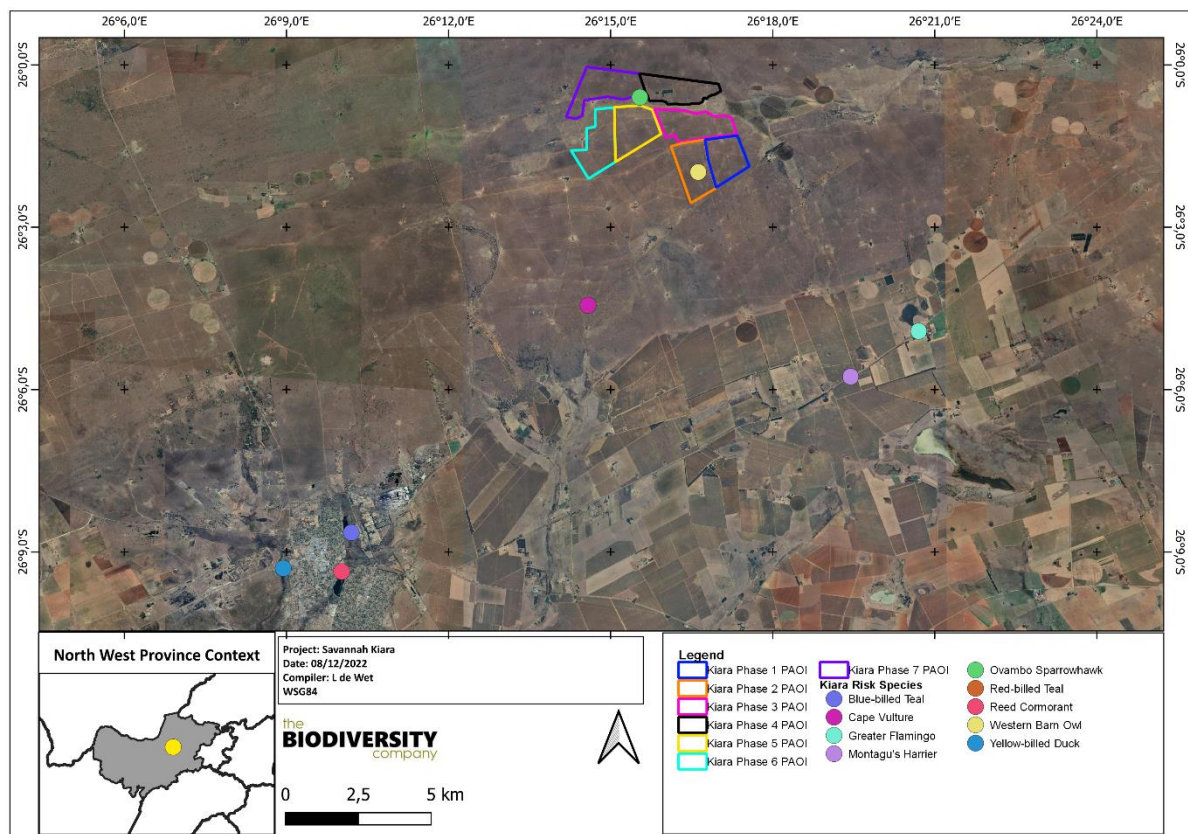 26°6,0'E 26°9,0'E 26°12,0'E 26°15,0'E 26°18,0'E 26°21,0'E 26°24,0'E
26°0,0'S 26°0,0'S
26°3,0'S 26°3,0'S
26°6,0'S 26°6,0'S
26°9,0'S 26°9,0'S
North West Province Context
Project: Savannah Kiara
Date: 08/12/2022
Compiler: L de Wet
WSG84
the
BIODIVERSITY
company
0 2,5 5 km
Legend
Kiara Phase 1 PAOI
Kiara Phase 2 PAOI
Kiara Phase 3 PAOI
Kiara Phase 4 PAOI
Kiara Phase 5 PAOI
Kiara Phase 6 PAOI
Kiara Phase 7 PAOI
Kiara Risk Species
Blue-billed Teal
Cape Vulture
Greater Flamingo
Montagu's Harrier
Ovambo Sparrowhawk
Red-billed Teal
Reed Cormorant
Western Barn Owl
Yellow-billed Duck